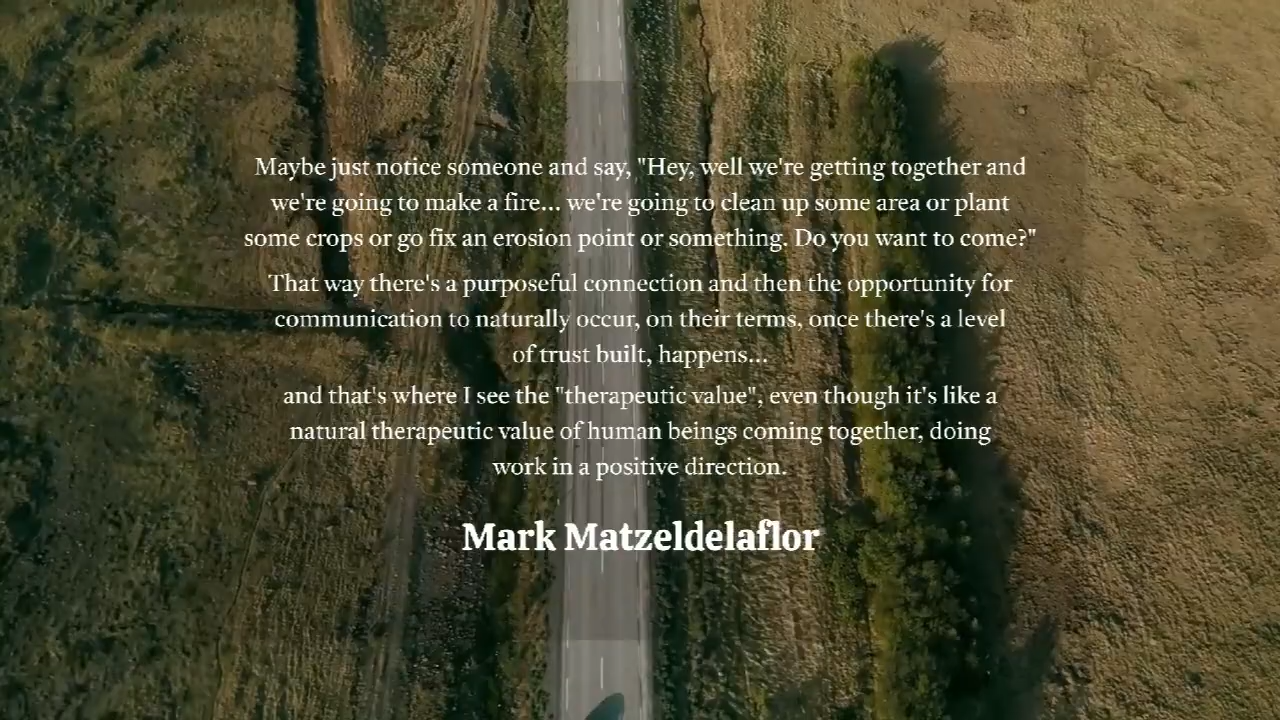 Maybe just notice someone and say, "Hey, well we're getting together and
we're going to make a fire... we're going to clean up some area or plant
some crops or go fix an erosion point or something. Do you want to come?"
That way there's a purposeful connection and then the opportunity for
communication to naturally occur, on their terms, once there's a level
of trust built, happens...
and that's where I see the "therapeutic value", even though it's like a
natural therapeutic value of human beings coming together, doing
work in a positive direction.
Mark Matzeldelaflor